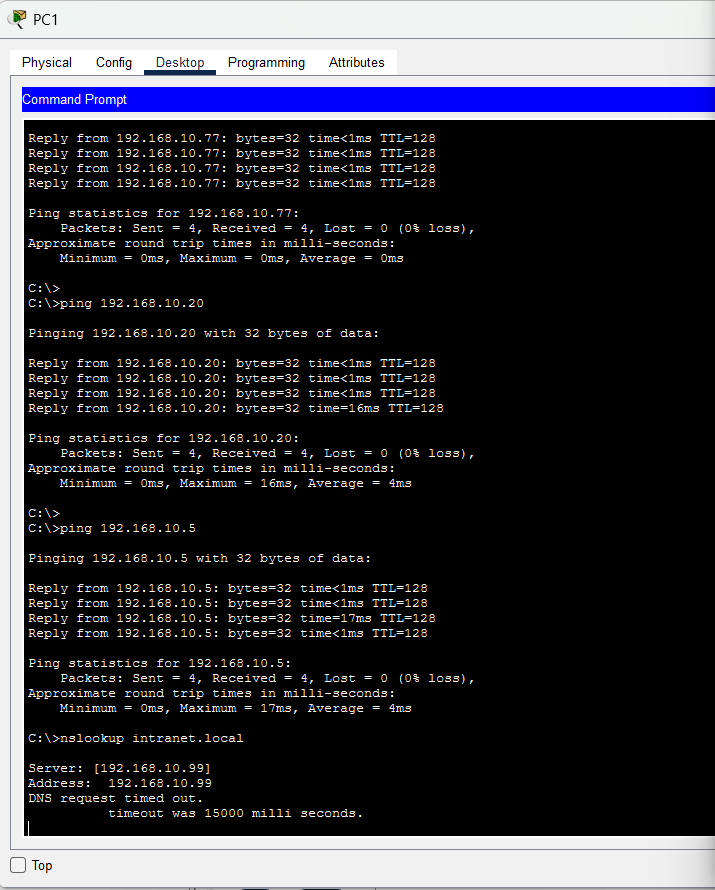 PC1
Physical Config Desktop Programming Attributes
Command Prompt
Reply from 192.168.10.77: bytes=32 time<1ms TTL=128
Reply from 192.168.10.77: bytes=32 time<1ms TTL=128
Reply from 192.168.10.77: bytes=32 time<1ms TTL=128
Reply from 192.168.10.77: bytes=32 time<1ms TTL=128
Ping statistics for 192.168.10.77:
    Packets: Sent = 4, Received = 4, Lost = 0 (0% loss),
Approximate round trip times in milli-seconds:
    Minimum = 0ms, Maximum = 0ms, Average = 0ms
C:\>
C:\>ping 192.168.10.20
Pinging 192.168.10.20 with 32 bytes of data:
Reply from 192.168.10.20: bytes=32 time<1ms TTL=128
Reply from 192.168.10.20: bytes=32 time<1ms TTL=128
Reply from 192.168.10.20: bytes=32 time<1ms TTL=128
Reply from 192.168.10.20: bytes=32 time=16ms TTL=128
Ping statistics for 192.168.10.20:
    Packets: Sent = 4, Received = 4, Lost = 0 (0% loss),
Approximate round trip times in milli-seconds:
    Minimum = 0ms, Maximum = 16ms, Average = 4ms
C:\>
C:\>ping 192.168.10.5
Pinging 192.168.10.5 with 32 bytes of data:
Reply from 192.168.10.5: bytes=32 time<1ms TTL=128
Reply from 192.168.10.5: bytes=32 time<1ms TTL=128
Reply from 192.168.10.5: bytes=32 time=17ms TTL=128
Reply from 192.168.10.5: bytes=32 time<1ms TTL=128
Ping statistics for 192.168.10.5:
    Packets: Sent = 4, Received = 4, Lost = 0 (0% loss),
Approximate round trip times in milli-seconds:
    Minimum = 0ms, Maximum = 17ms, Average = 4ms
C:\>nslookup intranet.local
Server: [192.168.10.99]
Address:  192.168.10.99
DNS request timed out.
          timeout was 15000 milli seconds.
Top